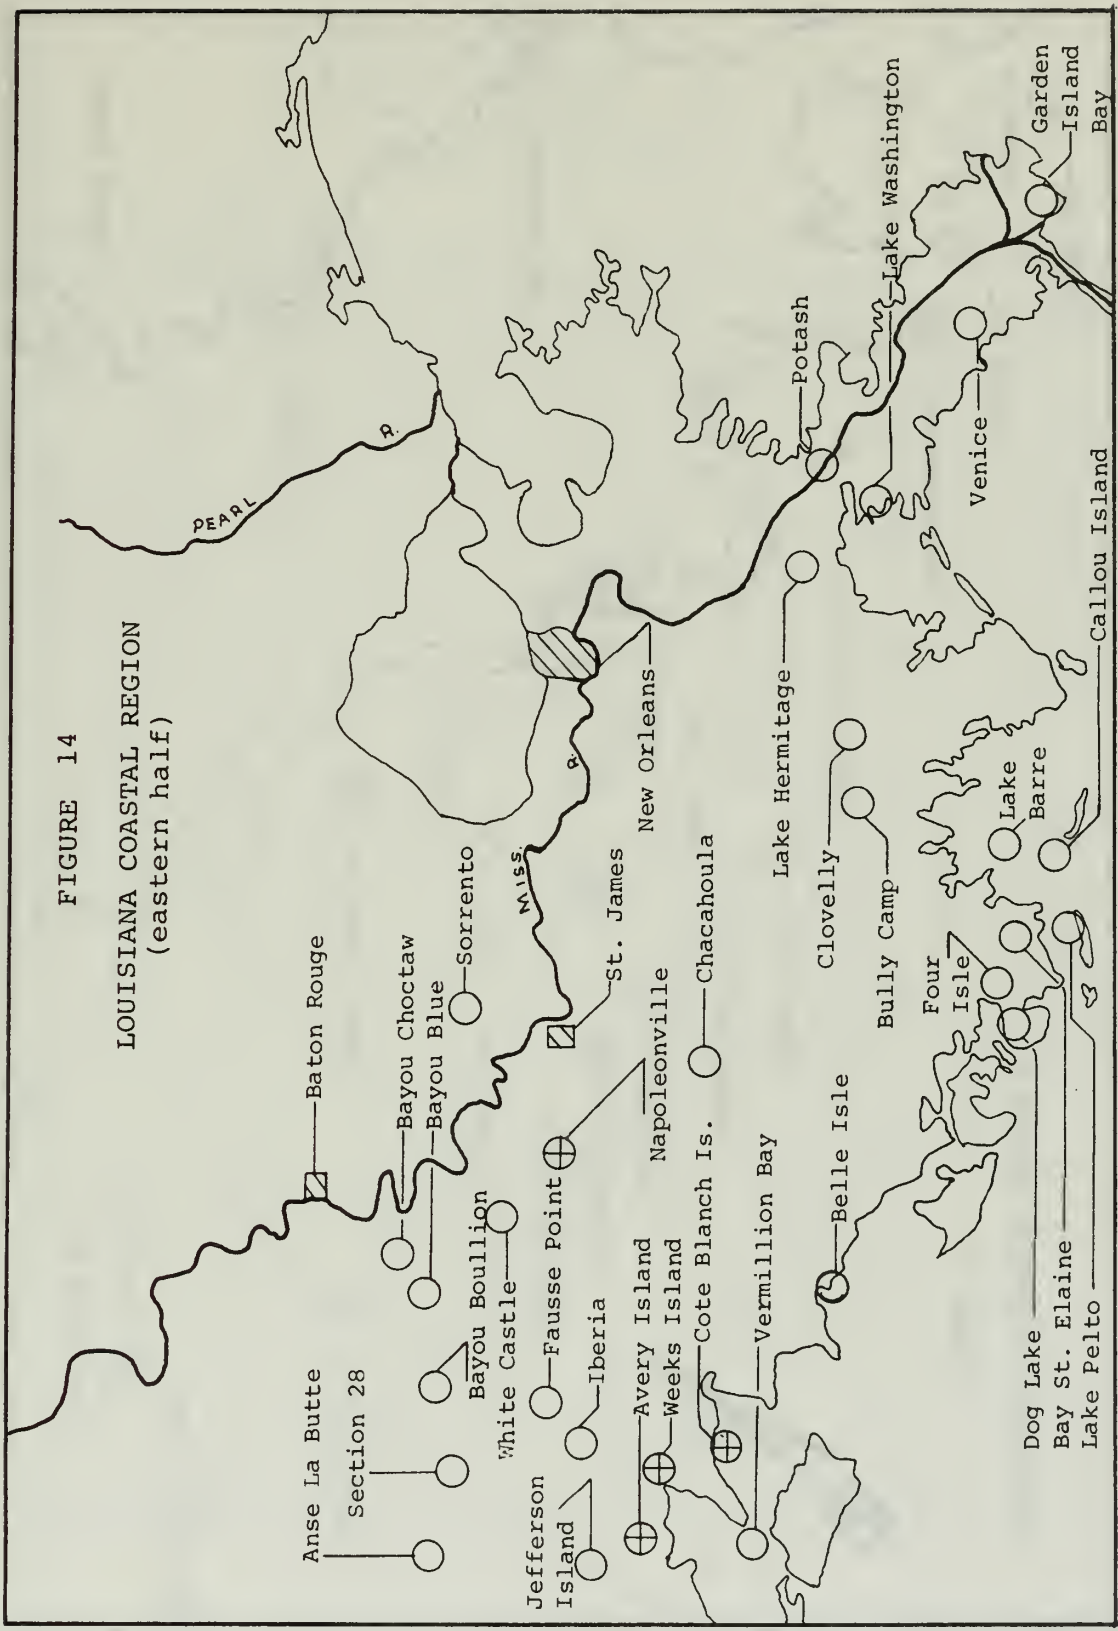 FIGURE 14
LOUISIANA COASTAL REGION
(eastern half)
PEARL
R.
Baton Rouge
Bayou Choctaw
Bayou Blue
Sorrento
MISS.
R.
New Orleans
St. James
Napoleonville
Chacahoula
Anse La Butte
Section 28
Bayou Boullion
White Castle
Fausse Point
Iberia
Jefferson
Island
Avery Island
Weeks Island
Cote Blanch Is.
Vermillion Bay
Belle Isle
Lake Hermitage
Clovelly
Bully Camp
Potash
Lake Washington
Garden
Island
Bay
Venice
Callou Island
Lake
Barre
Four
Isle
Dog Lake
Bay St. Elaine
Lake Pelto